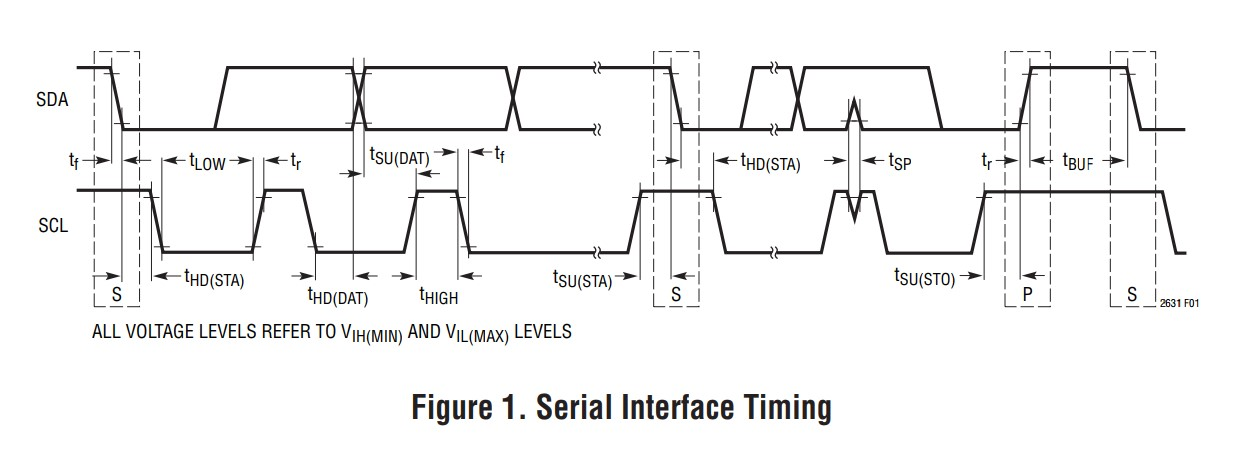 SDA
tf tLOW tr tSU(DAT) tf tHD(STA) tSP tr tBUF
SCL
tHD(STA) tHD(DAT) tHIGH tSU(STA) tSU(STO)
S S P S
2631 F01
ALL VOLTAGE LEVELS REFER TO VIH(MIN) AND VIL(MAX) LEVELS
Figure 1. Serial Interface Timing